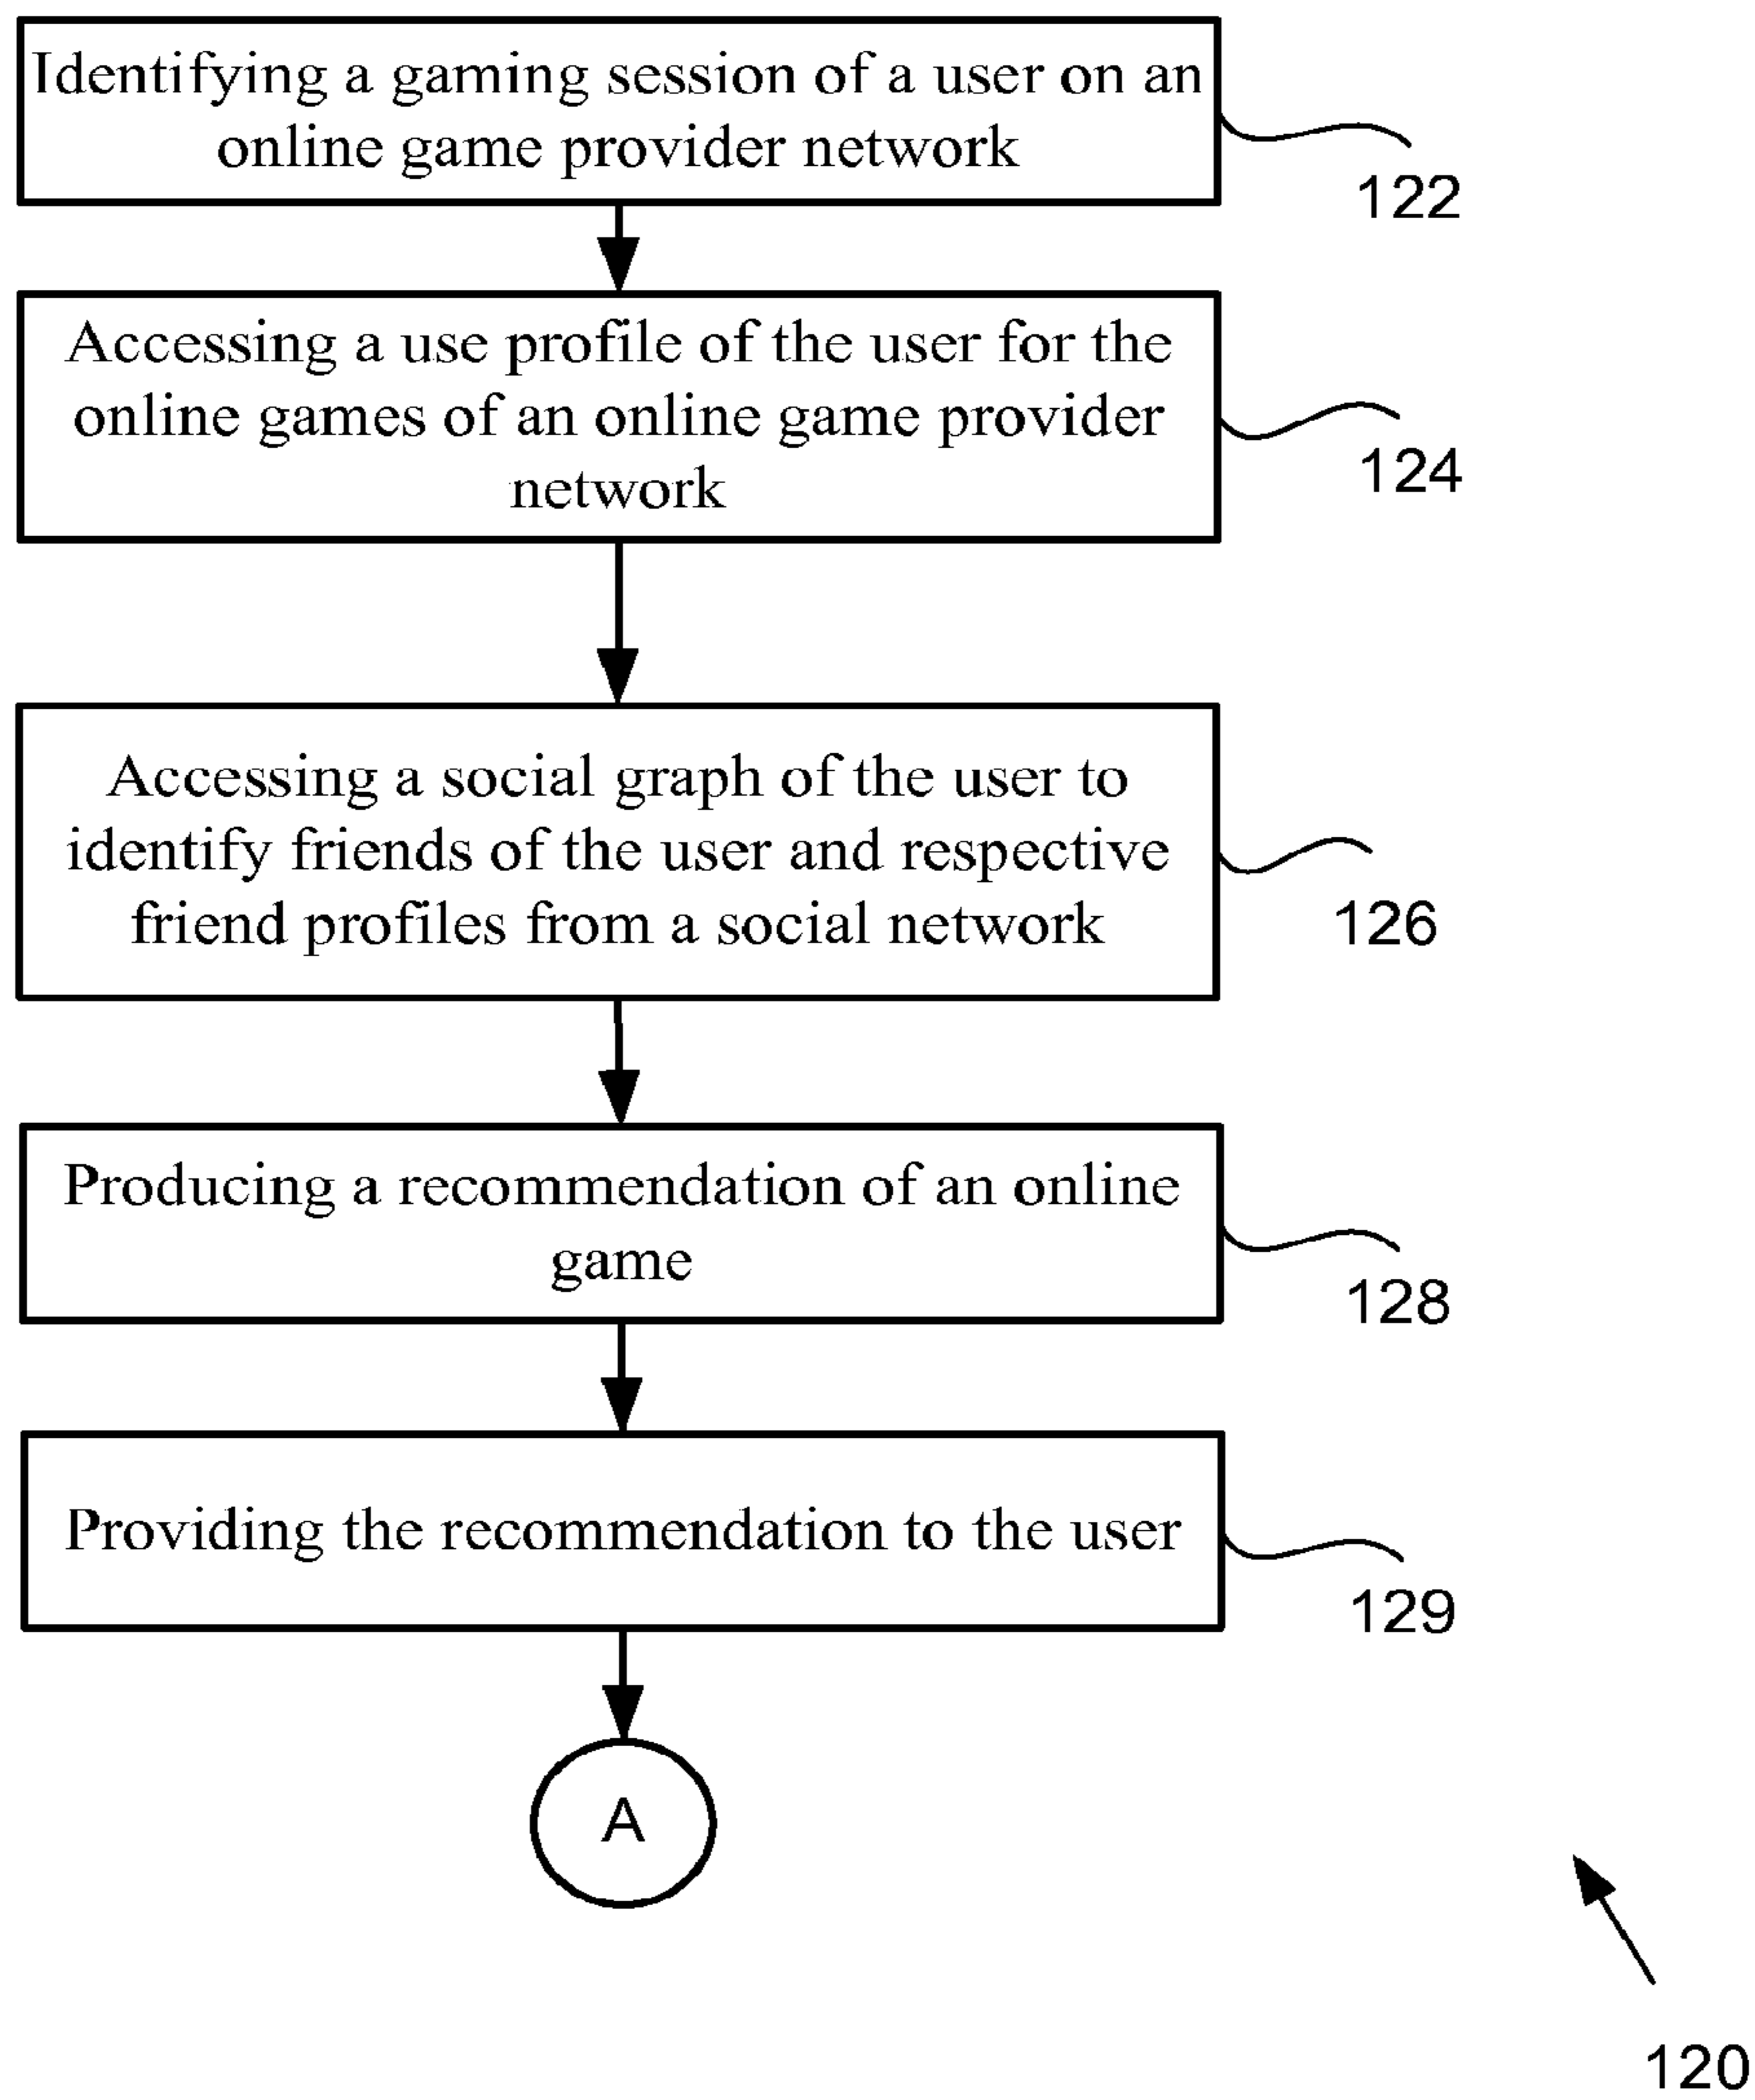 Identifying a gaming session of a user on an
online game provider network
122
Accessing a use profile of the user for the
online games of an online game provider
network
124
Accessing a social graph of the user to
identify friends of the user and respective
friend profiles from a social network
126
Producing a recommendation of an online
game
128
Providing the recommendation to the user
129
A
120